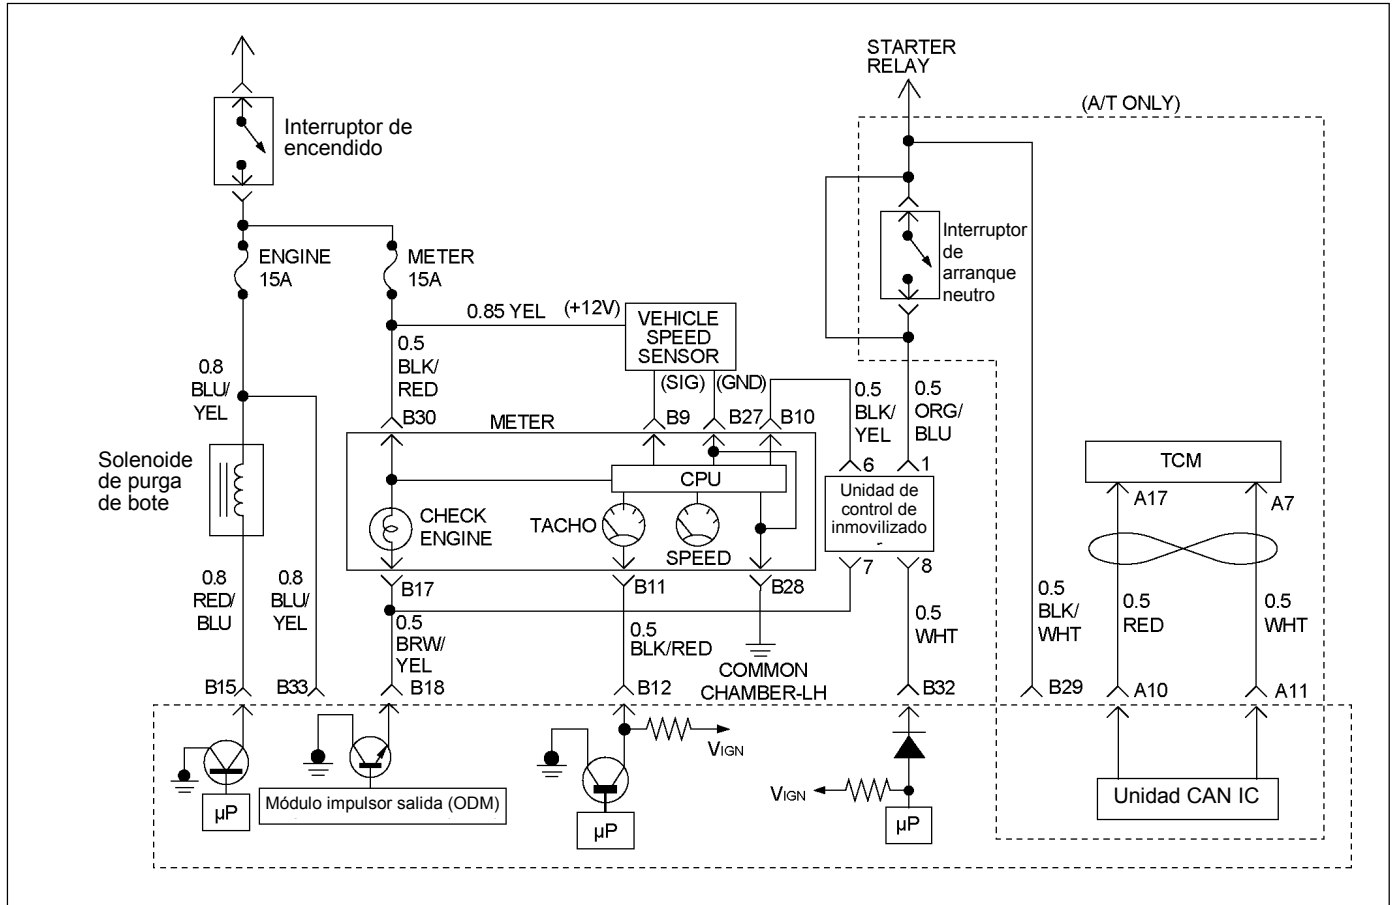 STARTER
RELAY
(A/T ONLY)
Interruptor de
encendido
ENGINE
15A
METER
15A
Interruptor
de
arranque
neutro
0.85 YEL
(+12V)
VEHICLE
SPEED
SENSOR
0.8
BLU/
YEL
0.5
BLK/
RED
(SIG)
(GND)
0.5
BLK/
YEL
0.5
ORG/
BLU
B30
METER
B9
B27
B10
Solenoide
de purga
de bote
CPU
6
1
TCM
Unidad de
control de
inmovilizado
CHECK
ENGINE
TACHO
SPEED
A17
A7
B17
B11
B28
7
8
0.8
RED/
BLU
0.8
BLU/
YEL
0.5
BRW/
YEL
0.5
BLK/RED
0.5
WHT
0.5
BLK/
WHT
0.5
RED
0.5
WHT
COMMON
CHAMBER-LH
B15
B33
B18
B12
B32
B29
A10
A11
VIGN
VIGN
µP
Módulo impulsor salida (ODM)
µP
µP
Unidad CAN IC